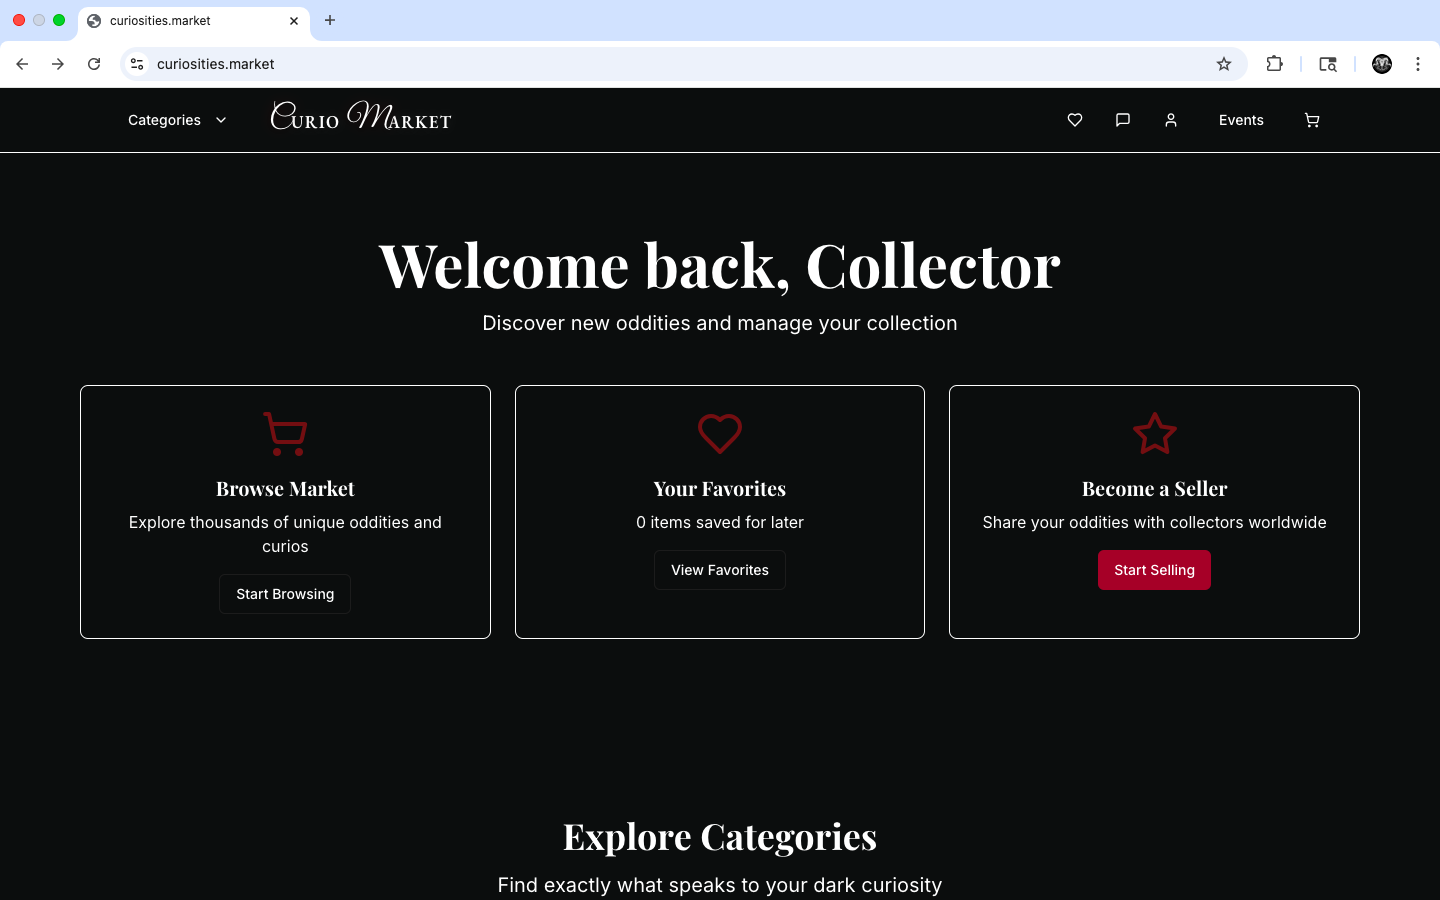 curiosities.market
curiosities.market
Categories
Curio Market
Events
Welcome back, Collector
Discover new oddities and manage your collection
Browse Market
Explore thousands of unique oddities and
curios
Start Browsing
Your Favorites
0 items saved for later
View Favorites
Become a Seller
Share your oddities with collectors worldwide
Start Selling
Explore Categories
Find exactly what speaks to your dark curiosity